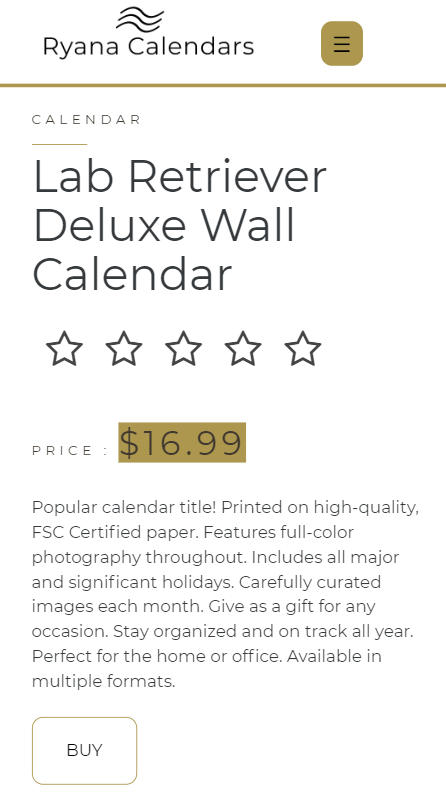 Ryana Calendars
CALENDAR
Lab Retriever
Deluxe Wall
Calendar
PRICE : $16.99
Popular calendar title! Printed on high-quality,
FSC Certified paper. Features full-color
photography throughout. Includes all major
and significant holidays. Carefully curated
images each month. Give as a gift for any
occasion. Stay organized and on track all year.
Perfect for the home or office. Available in
multiple formats.
BUY